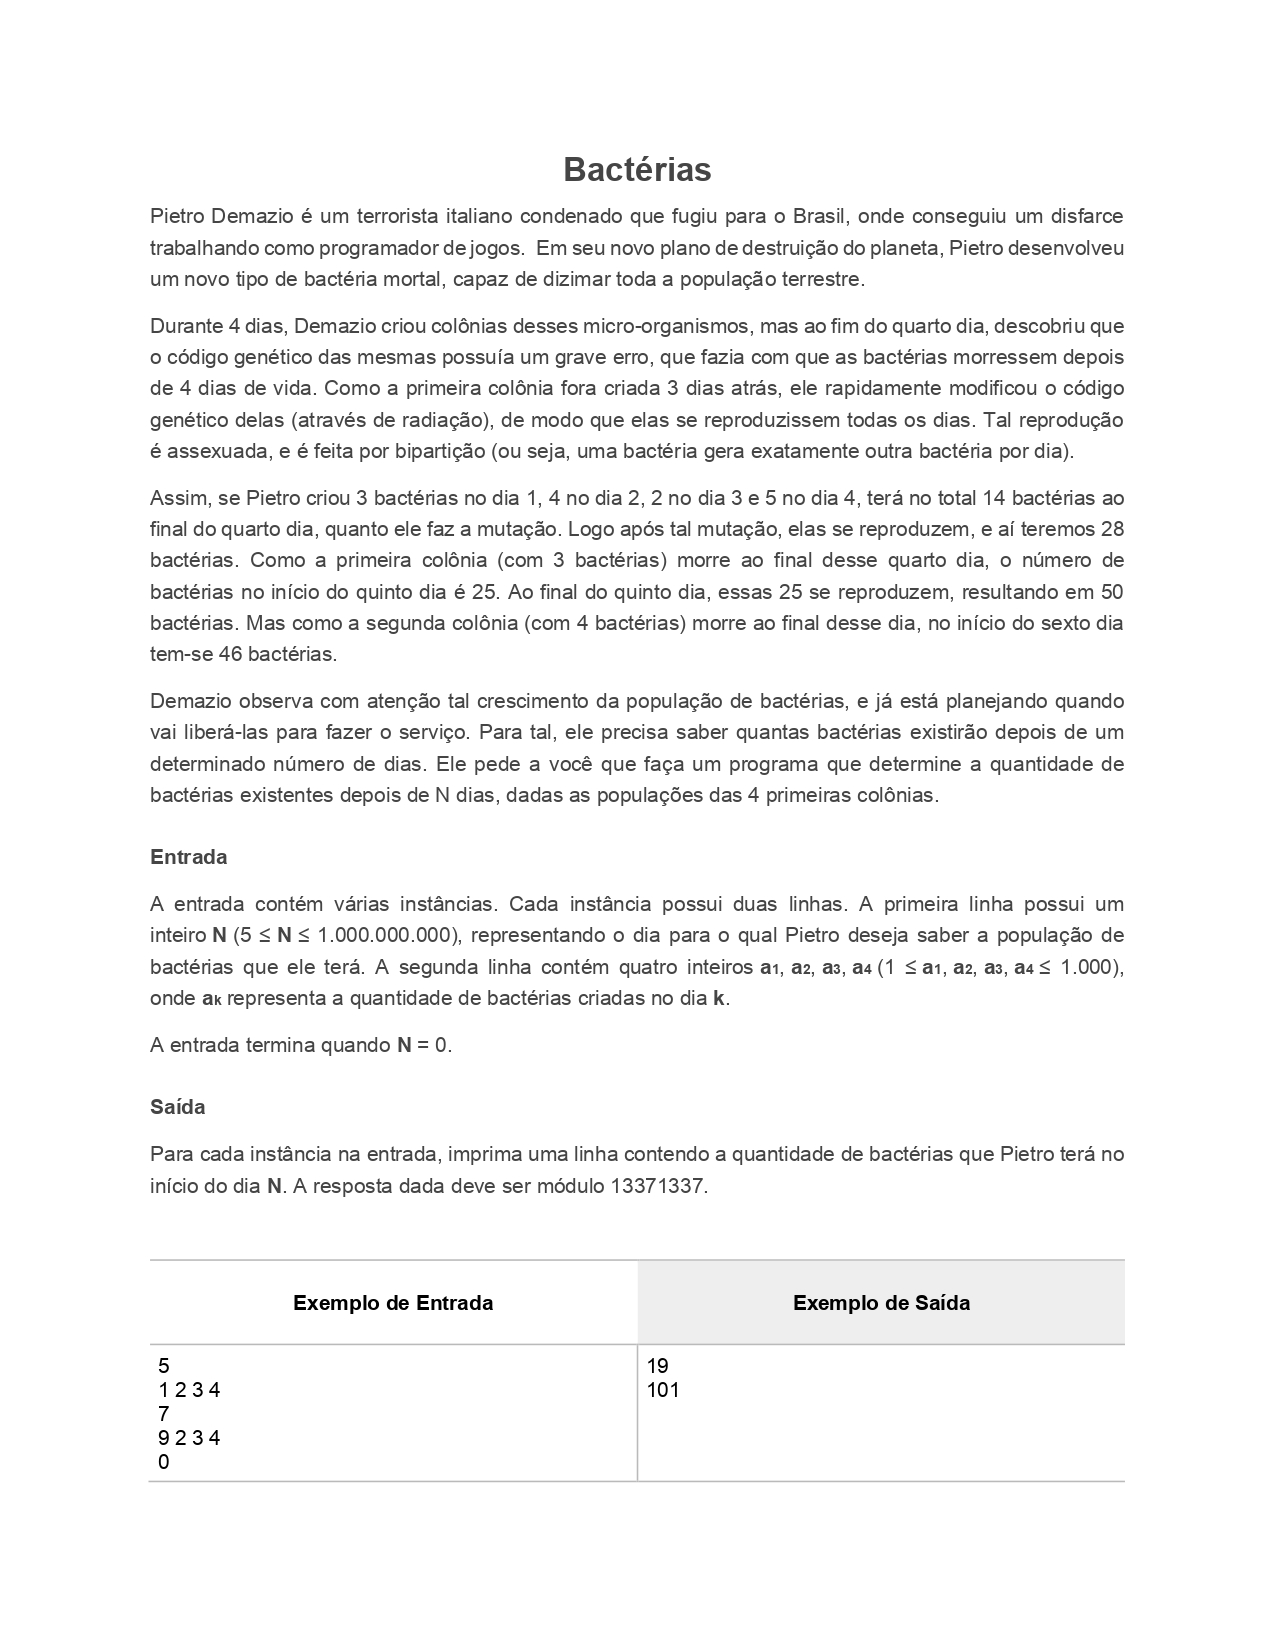 Bactérias
Pietro Demazio é um terrorista italiano condenado que fugiu para o Brasil, onde conseguiu um disfarce
trabalhando como programador de jogos. Em seu novo plano de destruição do planeta, Pietro desenvolveu
um novo tipo de bactéria mortal, capaz de dizimar toda a população terrestre.
Durante 4 dias, Demazio criou colônias desses micro-organismos, mas ao fim do quarto dia, descobriu que
o código genético das mesmas possuía um grave erro, que fazia com que as bactérias morressem depois
de 4 dias de vida. Como a primeira colônia fora criada 3 dias atrás, ele rapidamente modificou o código
genético delas (através de radiação), de modo que elas se reproduzissem todas os dias. Tal reprodução
é assexuada, e é feita por bipartição (ou seja, uma bactéria gera exatamente outra bactéria por dia).
Assim, se Pietro criou 3 bactérias no dia 1, 4 no dia 2, 2 no dia 3 e 5 no dia 4, terá no total 14 bactérias ao
final do quarto dia, quanto ele faz a mutação. Logo após tal mutação, elas se reproduzem, e aí teremos 28
bactérias. Como a primeira colônia (com 3 bactérias) morre ao final desse quarto dia, o número de
bactérias no início do quinto dia é 25. Ao final do quinto dia, essas 25 se reproduzem, resultando em 50
bactérias. Mas como a segunda colônia (com 4 bactérias) morre ao final desse dia, no início do sexto dia
tem-se 46 bactérias.
Demazio observa com atenção tal crescimento da população de bactérias, e já está planejando quando
vai liberá-las para fazer o serviço. Para tal, ele precisa saber quantas bactérias existirão depois de um
determinado número de dias. Ele pede a você que faça um programa que determine a quantidade de
bactérias existentes depois de N dias, dadas as populações das 4 primeiras colônias.
Entrada
A entrada contém várias instâncias. Cada instância possui duas linhas. A primeira linha possui um
inteiro N (5 ≤ N ≤ 1.000.000.000), representando o dia para o qual Pietro deseja saber a população de
bactérias que ele terá. A segunda linha contém quatro inteiros a1, a2, a3, a4 (1 ≤ a1, a2, a3, a4 ≤ 1.000),
onde ak representa a quantidade de bactérias criadas no dia k.
A entrada termina quando N = 0.
Saída
Para cada instância na entrada, imprima uma linha contendo a quantidade de bactérias que Pietro terá no
início do dia N. A resposta dada deve ser módulo 13371337.
Exemplo de Entrada Exemplo de Saída
5 19
1 2 3 4 101
7
9 2 3 4
0